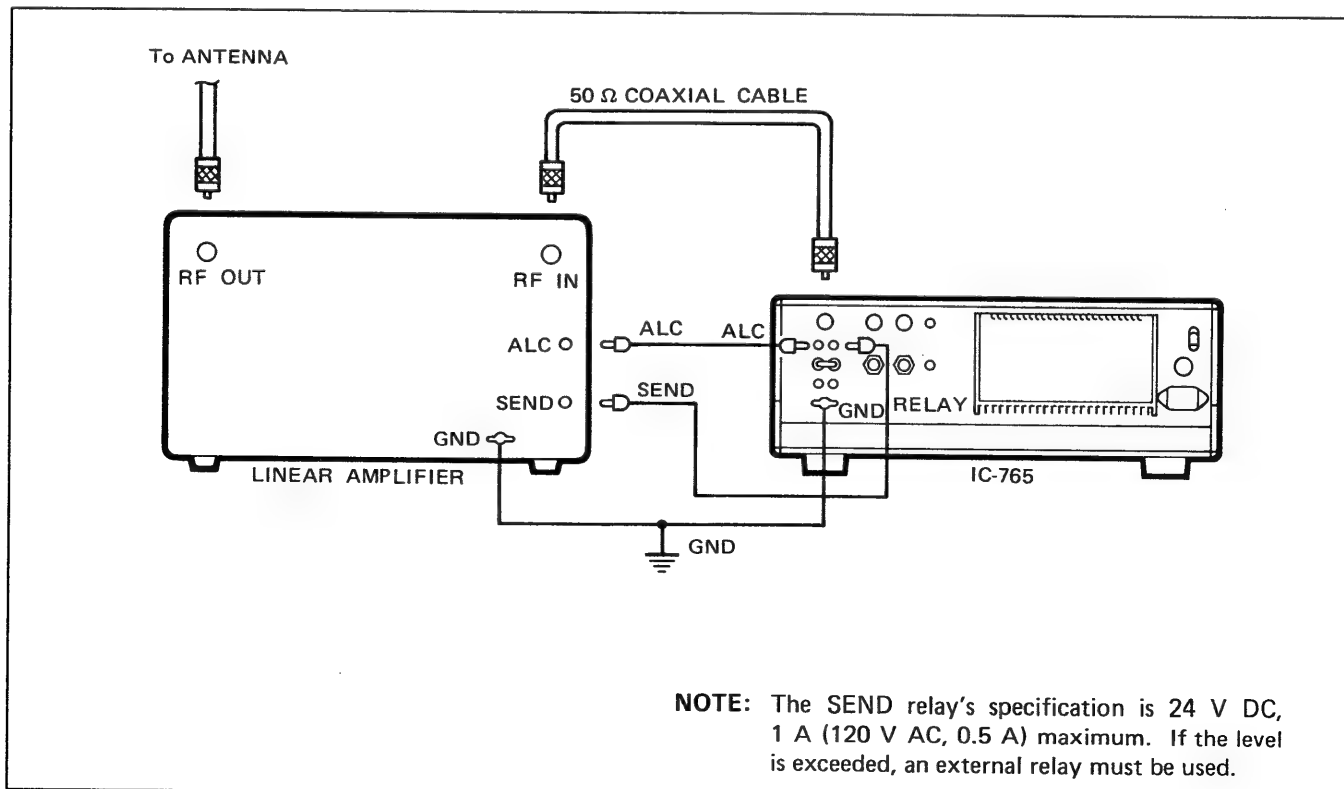 To ANTENNA
50 Ω COAXIAL CABLE
RF OUT
RF IN
ALC
ALC
ALC
SEND
SEND
GND
GND
RELAY
LINEAR AMPLIFIER
IC-765
GND
NOTE: The SEND relay's specification is 24 V DC,
1 A (120 V AC, 0.5 A) maximum. If the level
is exceeded, an external relay must be used.